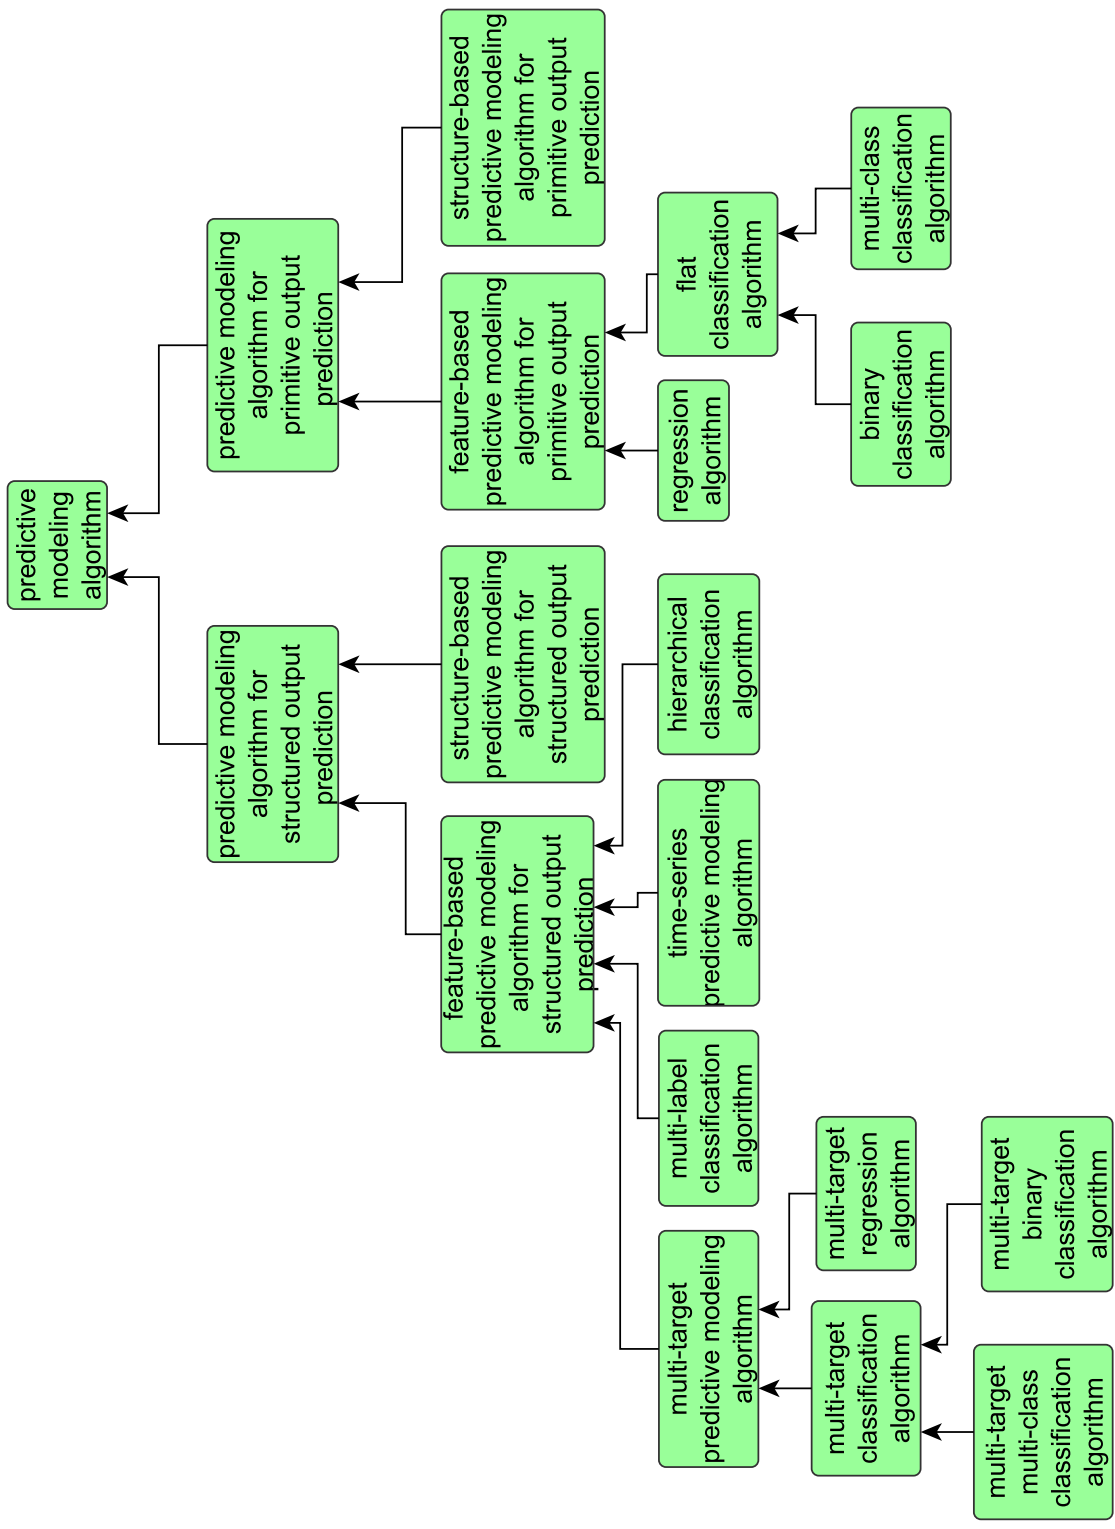 predictive
modeling
algorithm
predictive modeling
algorithm for
structured output
prediction
predictive modeling
algorithm for
primitive output
prediction
feature-based
predictive modeling
algorithm for
structured output
prediction
structure-based
predictive modeling
algorithm for
structured output
prediction
feature-based
predictive modeling
algorithm for
primitive output
prediction
structure-based
predictive modeling
algorithm for
primitive output
prediction
multi-target
predictive modeling
algorithm
multi-label
classification
algorithm
time-series
predictive modeling
algorithm
hierarchical
classification
algorithm
regression
algorithm
flat
classification
algorithm
multi-target
classification
algorithm
multi-target
regression
algorithm
binary
classification
algorithm
multi-class
classification
algorithm
multi-target
multi-class
classification
algorithm
multi-target
binary
classification
algorithm